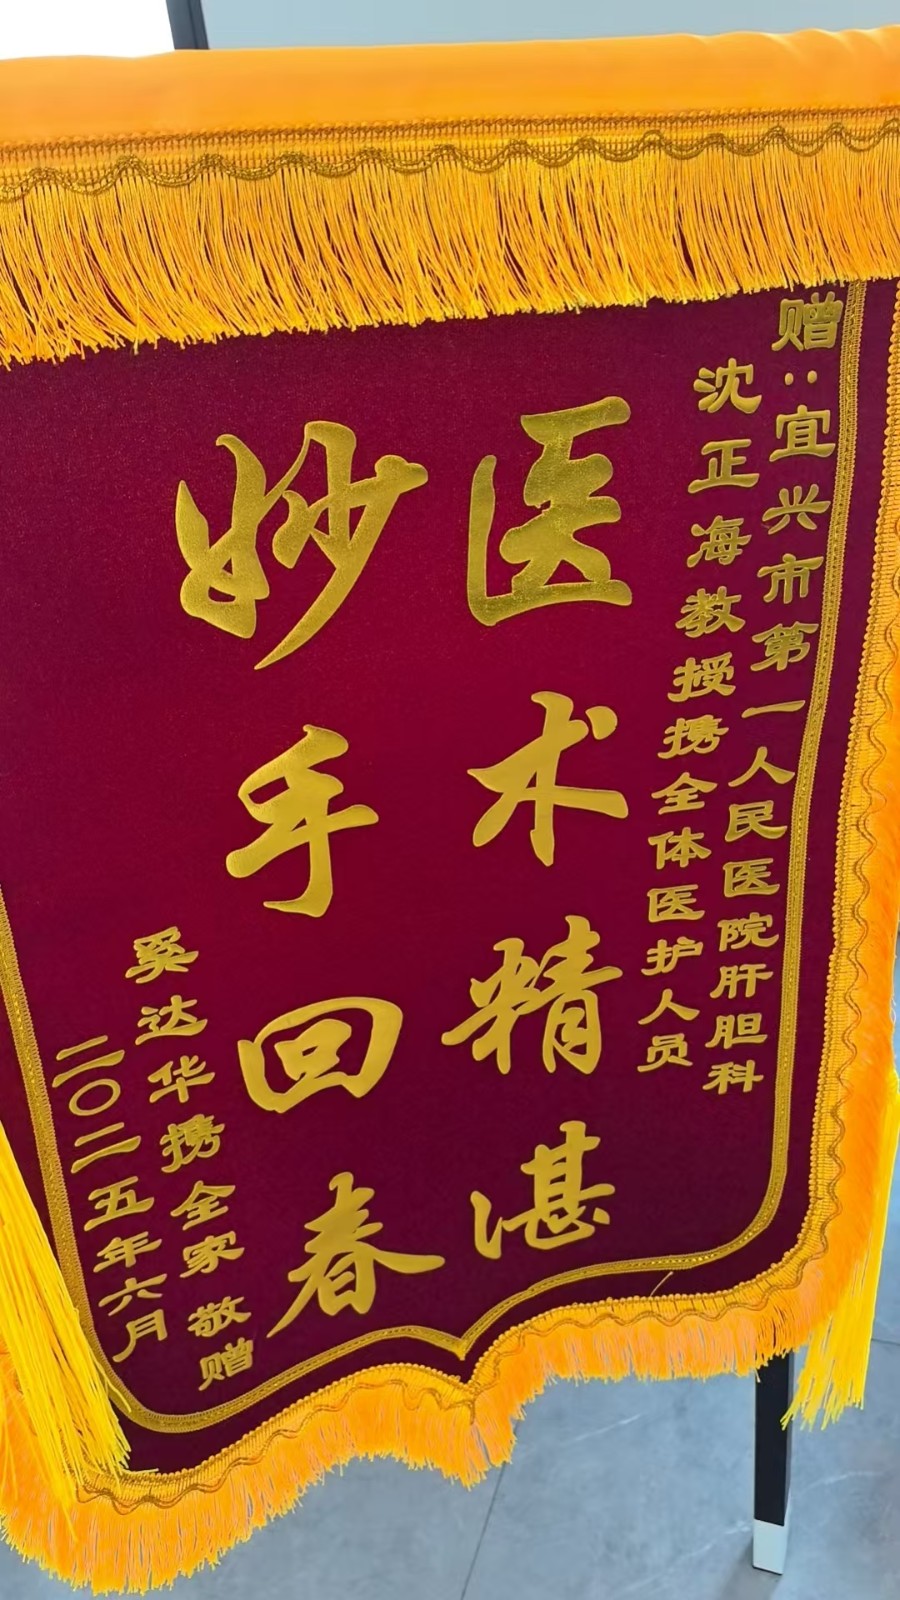 赠:宜兴市第一人民医院肝胆科
沈正海教授携全体医护人员
医术精湛
妙手回春
奚达华携全家 敬赠
二〇二五年六月